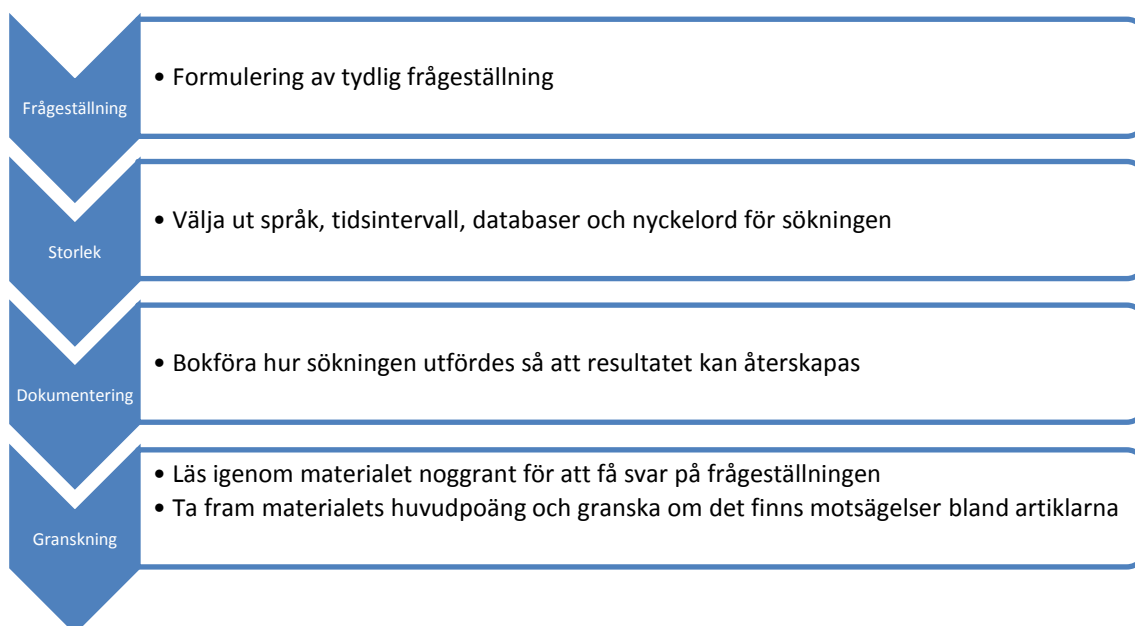 Frågeställning
• Formulering av tydlig frågeställning
Storlek
• Välja ut språk, tidsintervall, databaser och nyckelord för sökningen
Dokumentering
• Bokföra hur sökningen utfördes så att resultatet kan återskapas
Granskning
• Läs igenom materialet noggrant för att få svar på frågeställningen
• Ta fram materialets huvudpoäng och granska om det finns motsägelser bland artiklarna